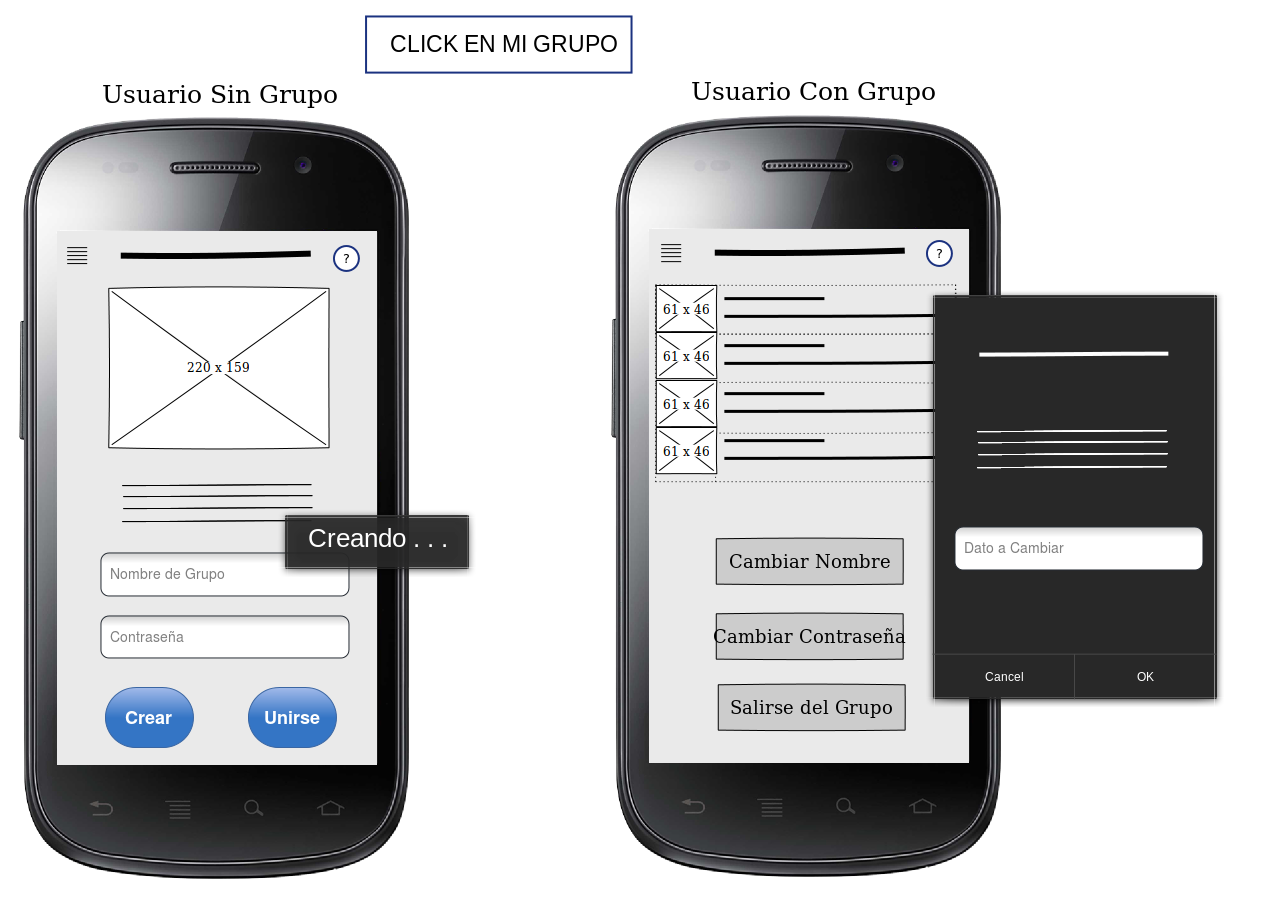 CLICK EN MI GRUPO
Usuario Sin Grupo
?
220 x 159
Creando . . .
Nombre de Grupo
Contraseña
Crear
Unirse
Usuario Con Grupo
?
61 x 46
61 x 46
61 x 46
61 x 46
Cambiar Nombre
Cambiar Contraseña
Salirse del Grupo
Dato a Cambiar
Cancel
OK